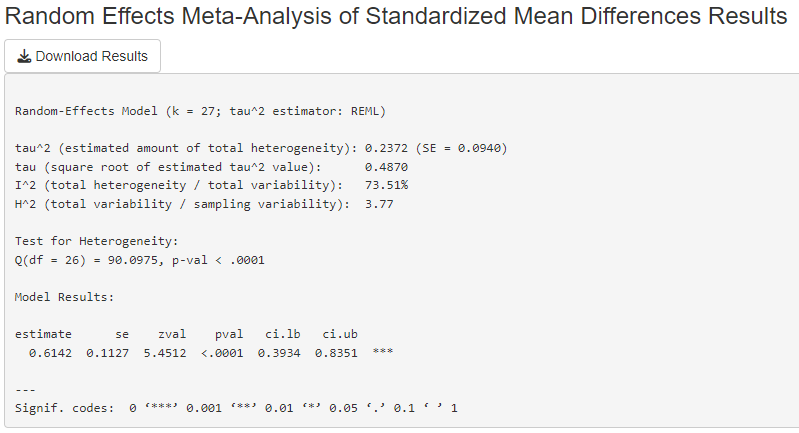 Random Effects Meta-Analysis of Standardized Mean Differences Results
Download Results
Random-Effects Model (k = 27; tau^2 estimator: REML)
tau^2 (estimated amount of total heterogeneity): 0.2372 (SE = 0.0940)
tau (square root of estimated tau^2 value):      0.4870
I^2 (total heterogeneity / total variability):   73.51%
H^2 (total variability / sampling variability):  3.77
Test for Heterogeneity:
Q(df = 26) = 90.0975, p-val < .0001
Model Results:
estimate      se    zval    pval   ci.lb   ci.ub
  0.6142  0.1127  5.4512  <.0001  0.3934  0.8351  ***
---
Signif. codes:  0 ‘***’ 0.001 ‘**’ 0.01 ‘*’ 0.05 ‘.’ 0.1 ‘ ’ 1